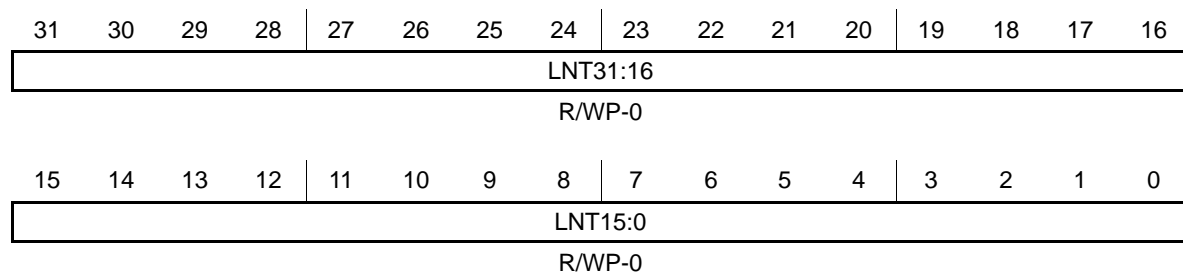 31 30 29 28 27 26 25 24 23 22 21 20 19 18 17 16
LNT31:16
R/WP-0
15 14 13 12 11 10 9 8 7 6 5 4 3 2 1 0
LNT15:0
R/WP-0